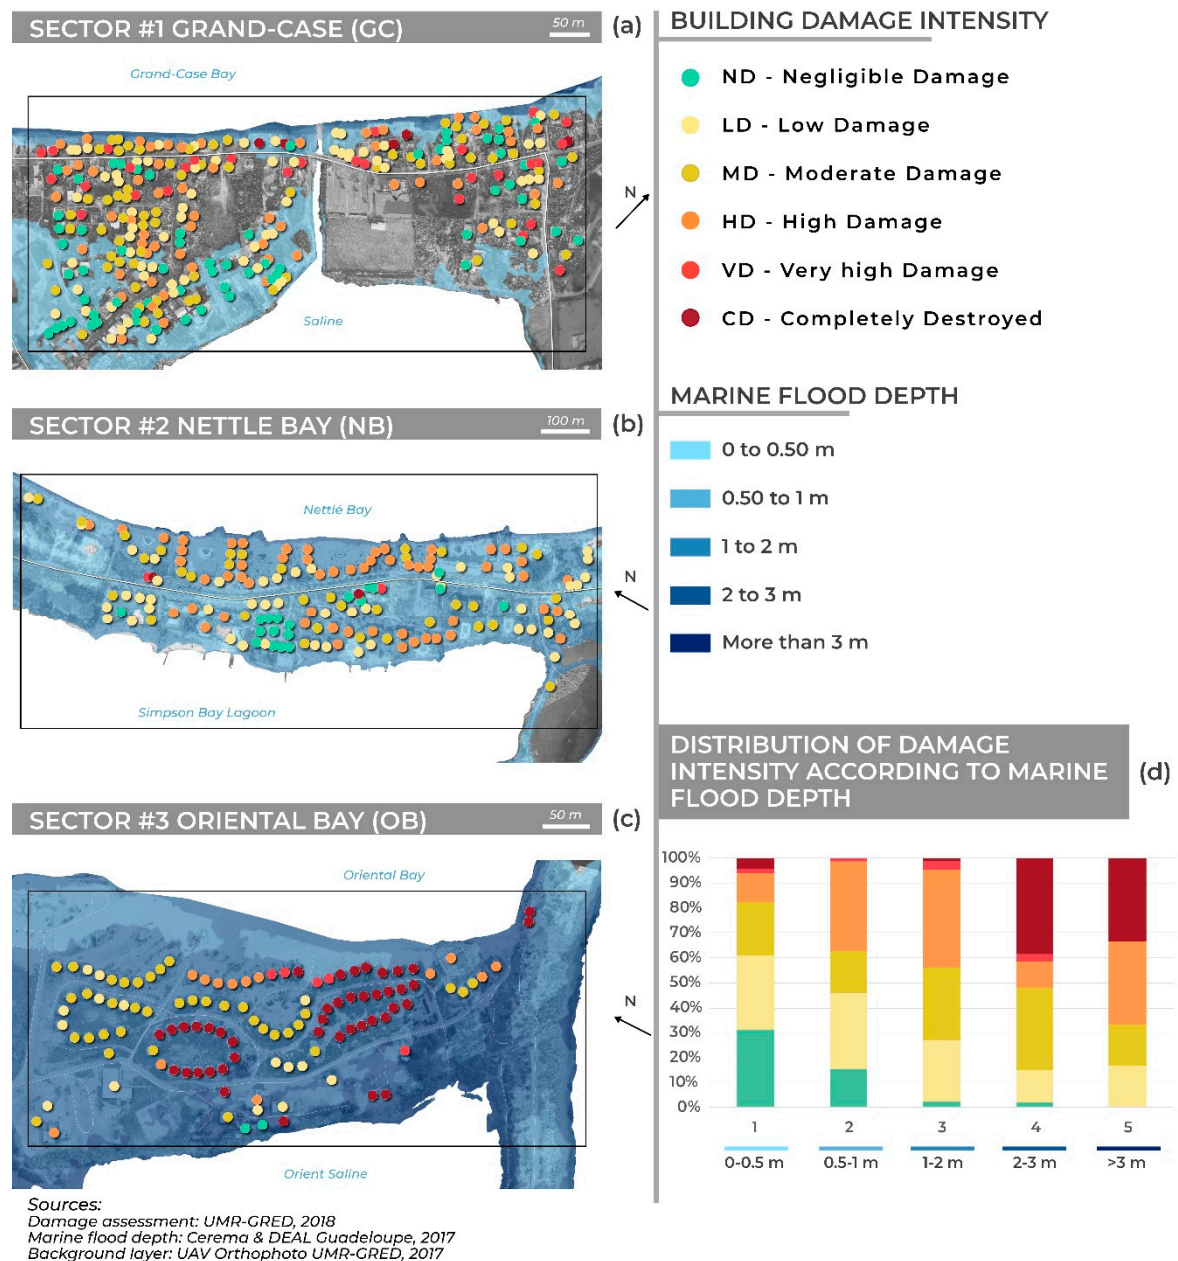 SECTOR #1 GRAND-CASE (GC)
50 m
(a)
Grand-Case Bay
Saline
N
SECTOR #2 NETTLE BAY (NB)
100 m
(b)
Nettlé Bay
Simpson Bay Lagoon
N
SECTOR #3 ORIENTAL BAY (OB)
50 m
(c)
Oriental Bay
Orient Saline
N
Sources:
Damage assessment: UMR-GRED, 2018
Marine flood depth: Cerema & DEAL Guadeloupe, 2017
Background layer: UAV Orthophoto UMR-GRED, 2017
BUILDING DAMAGE INTENSITY
ND - Negligible Damage
LD - Low Damage
MD - Moderate Damage
HD - High Damage
VD - Very high Damage
CD - Completely Destroyed
MARINE FLOOD DEPTH
0 to 0.50 m
0.50 to 1 m
1 to 2 m
2 to 3 m
More than 3 m
DISTRIBUTION OF DAMAGE
INTENSITY ACCORDING TO MARINE
FLOOD DEPTH
(d)
100%
90%
80%
70%
60%
50%
40%
30%
20%
10%
0%
1 2 3 4 5
0-0.5 m 0.5-1 m 1-2 m 2-3 m >3 m